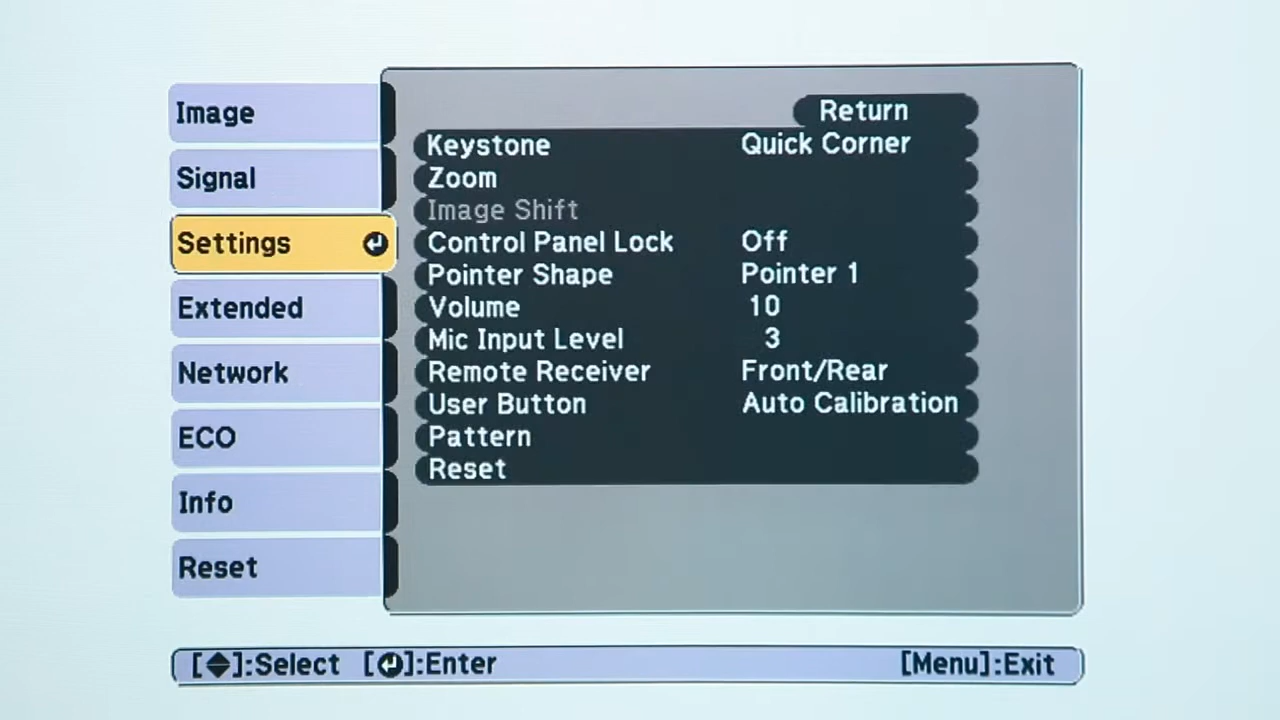 Image
Signal
Settings
Extended
Network
ECO
Info
Reset
Return
Keystone Quick Corner
Zoom
Image Shift
Control Panel Lock Off
Pointer Shape Pointer 1
Volume 10
Mic Input Level 3
Remote Receiver Front/Rear
User Button Auto Calibration
Pattern
Reset
[◆]:Select [↵]:Enter [Menu]:Exit